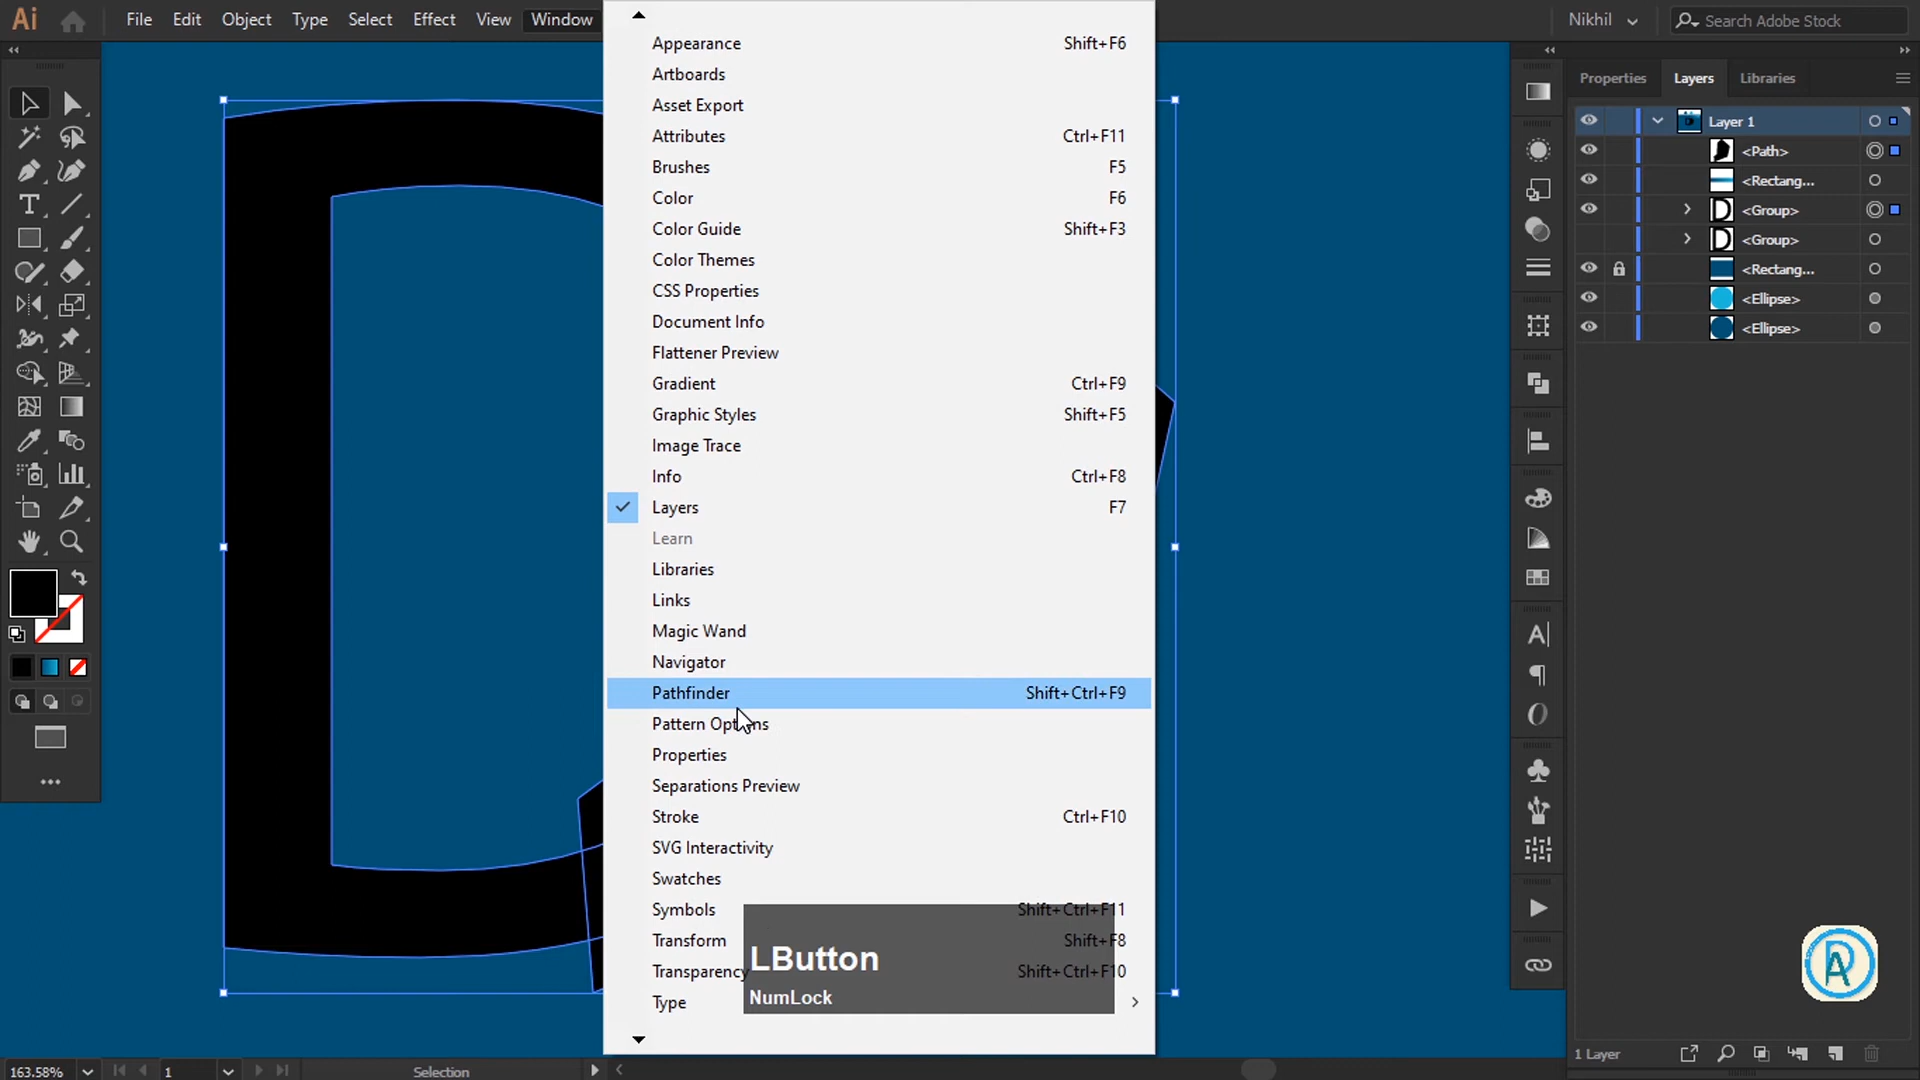 Ai File Edit Object Type Select Effect View Window Nikhil Search Adobe Stock
Appearance Shift+F6
Artboards
Asset Export
Attributes Ctrl+F11
Brushes F5
Color F6
Color Guide Shift+F3
Color Themes
CSS Properties
Document Info
Flattener Preview
Gradient Ctrl+F9
Graphic Styles Shift+F5
Image Trace
Info Ctrl+F8
Layers F7
Learn
Libraries
Links
Magic Wand
Navigator
Pathfinder Shift+Ctrl+F9
Pattern Options
Properties
Separations Preview
Stroke Ctrl+F10
SVG Interactivity
Swatches
Symbols Shift+Ctrl+F11
Transform Shift+F8
Transparency Shift+Ctrl+F10
Type
LButton
NumLock
Properties Layers Libraries
Layer 1
<Path>
<Rectang...
<Group>
<Group>
<Rectang...
<Ellipse>
<Ellipse>
1 Layer
163.58% 1 Selection